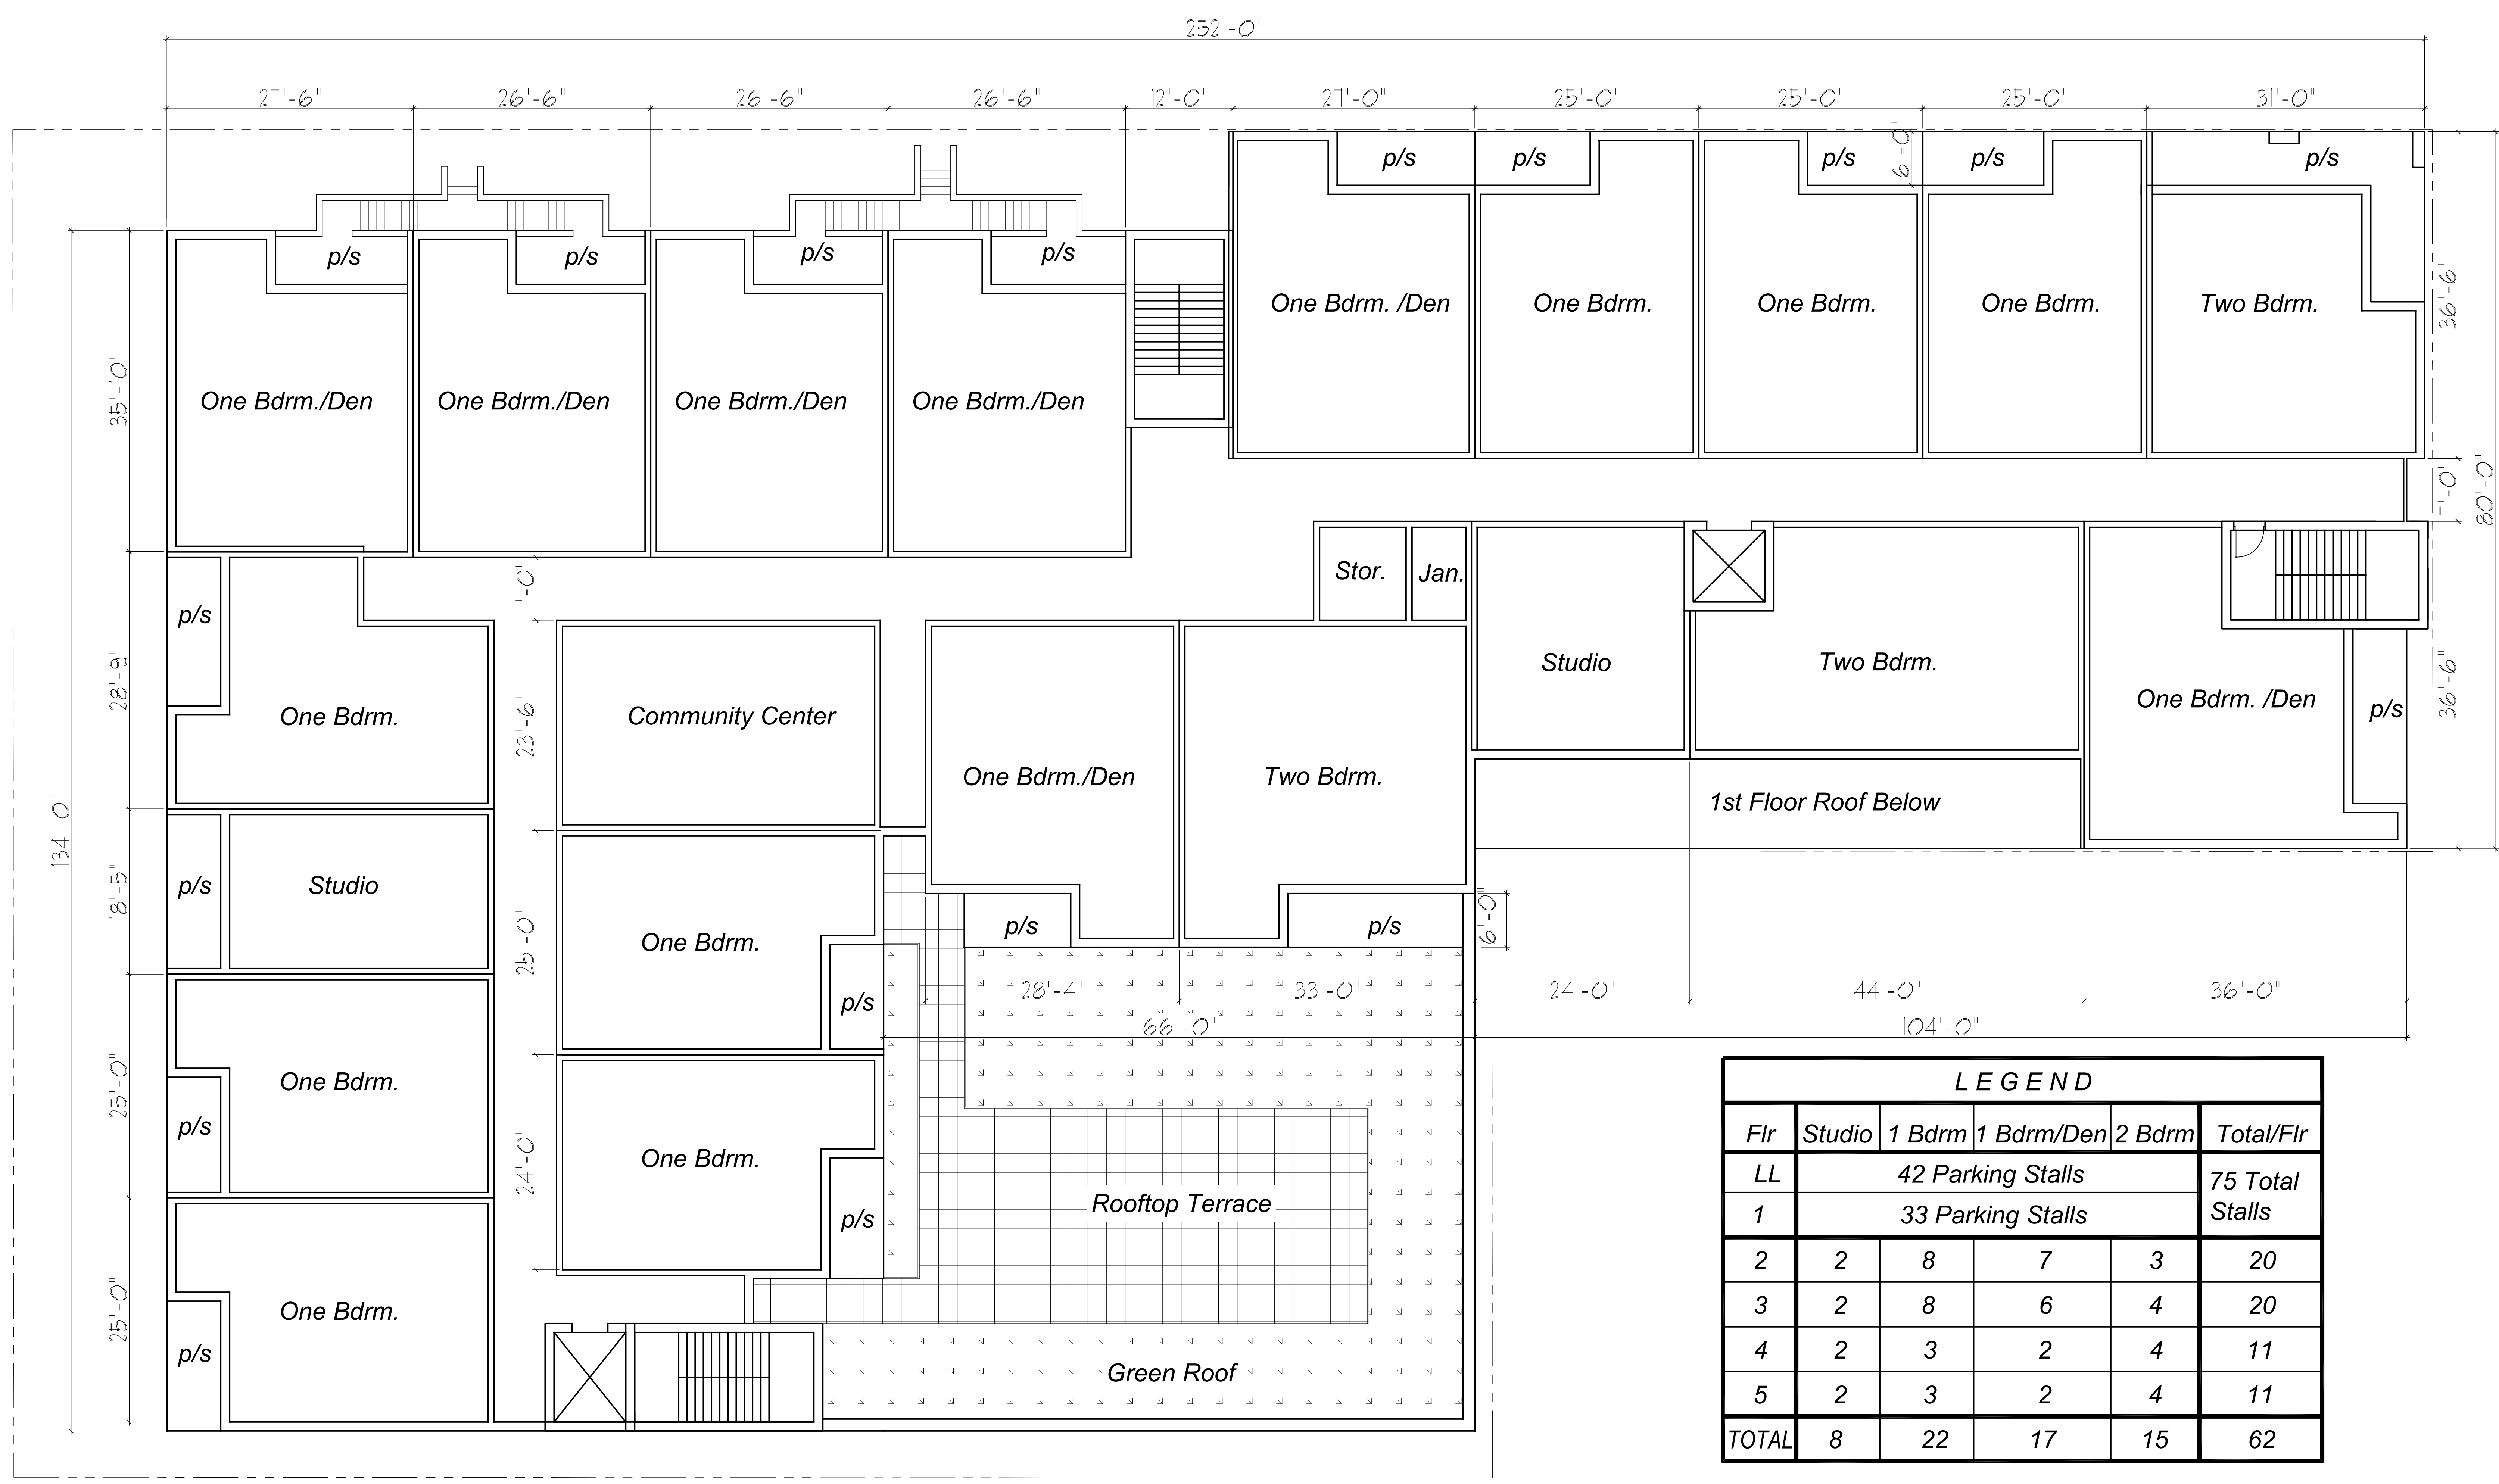 252'-0"
27'-6" 26'-6" 26'-6" 26'-6" 12'-0" 27'-0" 25'-0" 25'-0" 25'-0" 31'-0"
p/s p/s p/s p/s p/s
6'-0"
p/s p/s p/s p/s
One Bdrm. /Den One Bdrm. One Bdrm. One Bdrm. Two Bdrm.
36'-6"
35'-10"
One Bdrm./Den One Bdrm./Den One Bdrm./Den One Bdrm./Den
7'-0"
80'-0"
Stor. Jan.
7'-0"
p/s
Studio Two Bdrm.
One Bdrm. /Den
p/s
36'-6"
28'-9"
One Bdrm.
23'-6"
Community Center
One Bdrm./Den Two Bdrm.
1st Floor Roof Below
134'-0"
18'-5"
p/s
Studio
25'-0"
One Bdrm.
p/s p/s
6'-0"
p/s
28'-4" 33'-0" 24'-0" 44'-0" 36'-0"
66'-0" 104'-0"
25'-0"
One Bdrm.
p/s
24'-0"
One Bdrm.
p/s
Rooftop Terrace
25'-0"
One Bdrm.
p/s
Green Roof
LEGEND
Flr Studio 1 Bdrm 1 Bdrm/Den 2 Bdrm Total/Flr
LL 42 Parking Stalls 75 Total
1 33 Parking Stalls Stalls
2 2 8 7 3 20
3 2 8 6 4 20
4 2 3 2 4 11
5 2 3 2 4 11
TOTAL 8 22 17 15 62